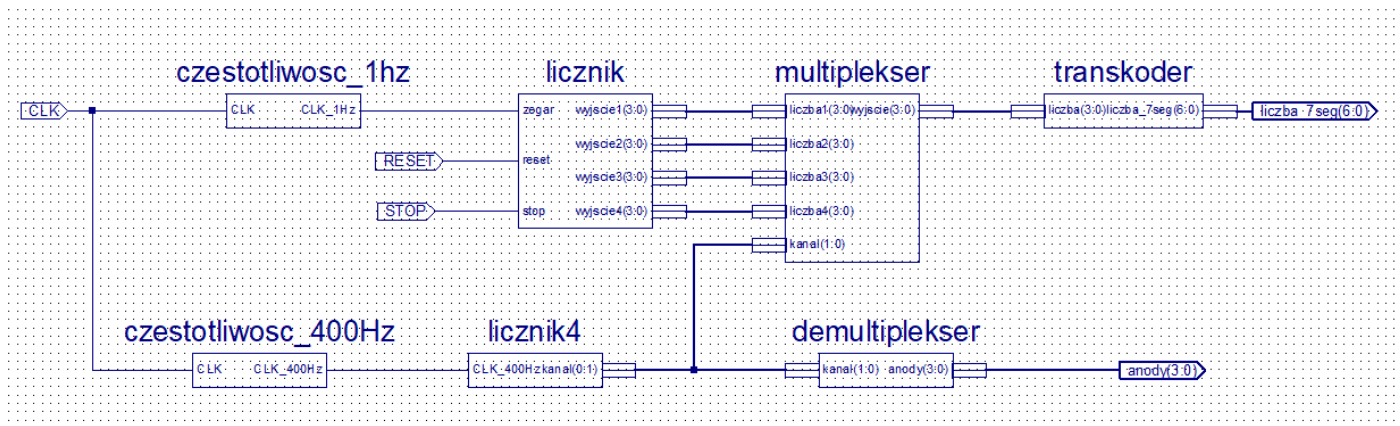 czestotliwosc_1hz
licznik
multiplekser
transkoder
CLK
CLK
CLK_1Hz
zegar
wyjscie1(3:0)
liczba1(3:0)
wyjscie(3:0)
liczba(3:0)
liczba_7seg(6:0)
liczba 7seg(6:0)
wyjscie2(3:0)
liczba2(3:0)
RESET
reset
wyjscie3(3:0)
liczba3(3:0)
STOP
stop
wyjscie4(3:0)
liczba4(3:0)
kanal(1:0)
czestotliwosc_400Hz
licznik4
demultiplekser
CLK
CLK_400Hz
CLK_400Hz
kanal(0:1)
kanal(1:0)
anody(3:0)
anody(3:0)